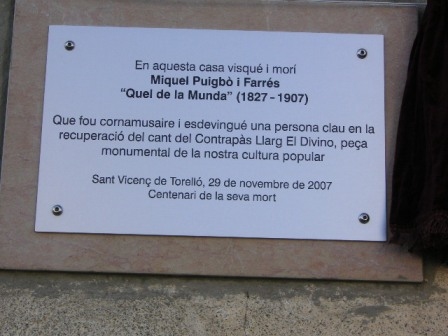 En aquesta casa visqué i morí
Miquel Puigbò i Farrés
“Quel de la Munda” (1827 - 1907)
Que fou cornamusaire i esdevingué una persona clau en la
recuperació del cant del Contrapàs Llarg El Divino, peça
monumental de la nostra cultura popular
Sant Vicenç de Torelló, 29 de novembre de 2007
Centenari de la seva mort